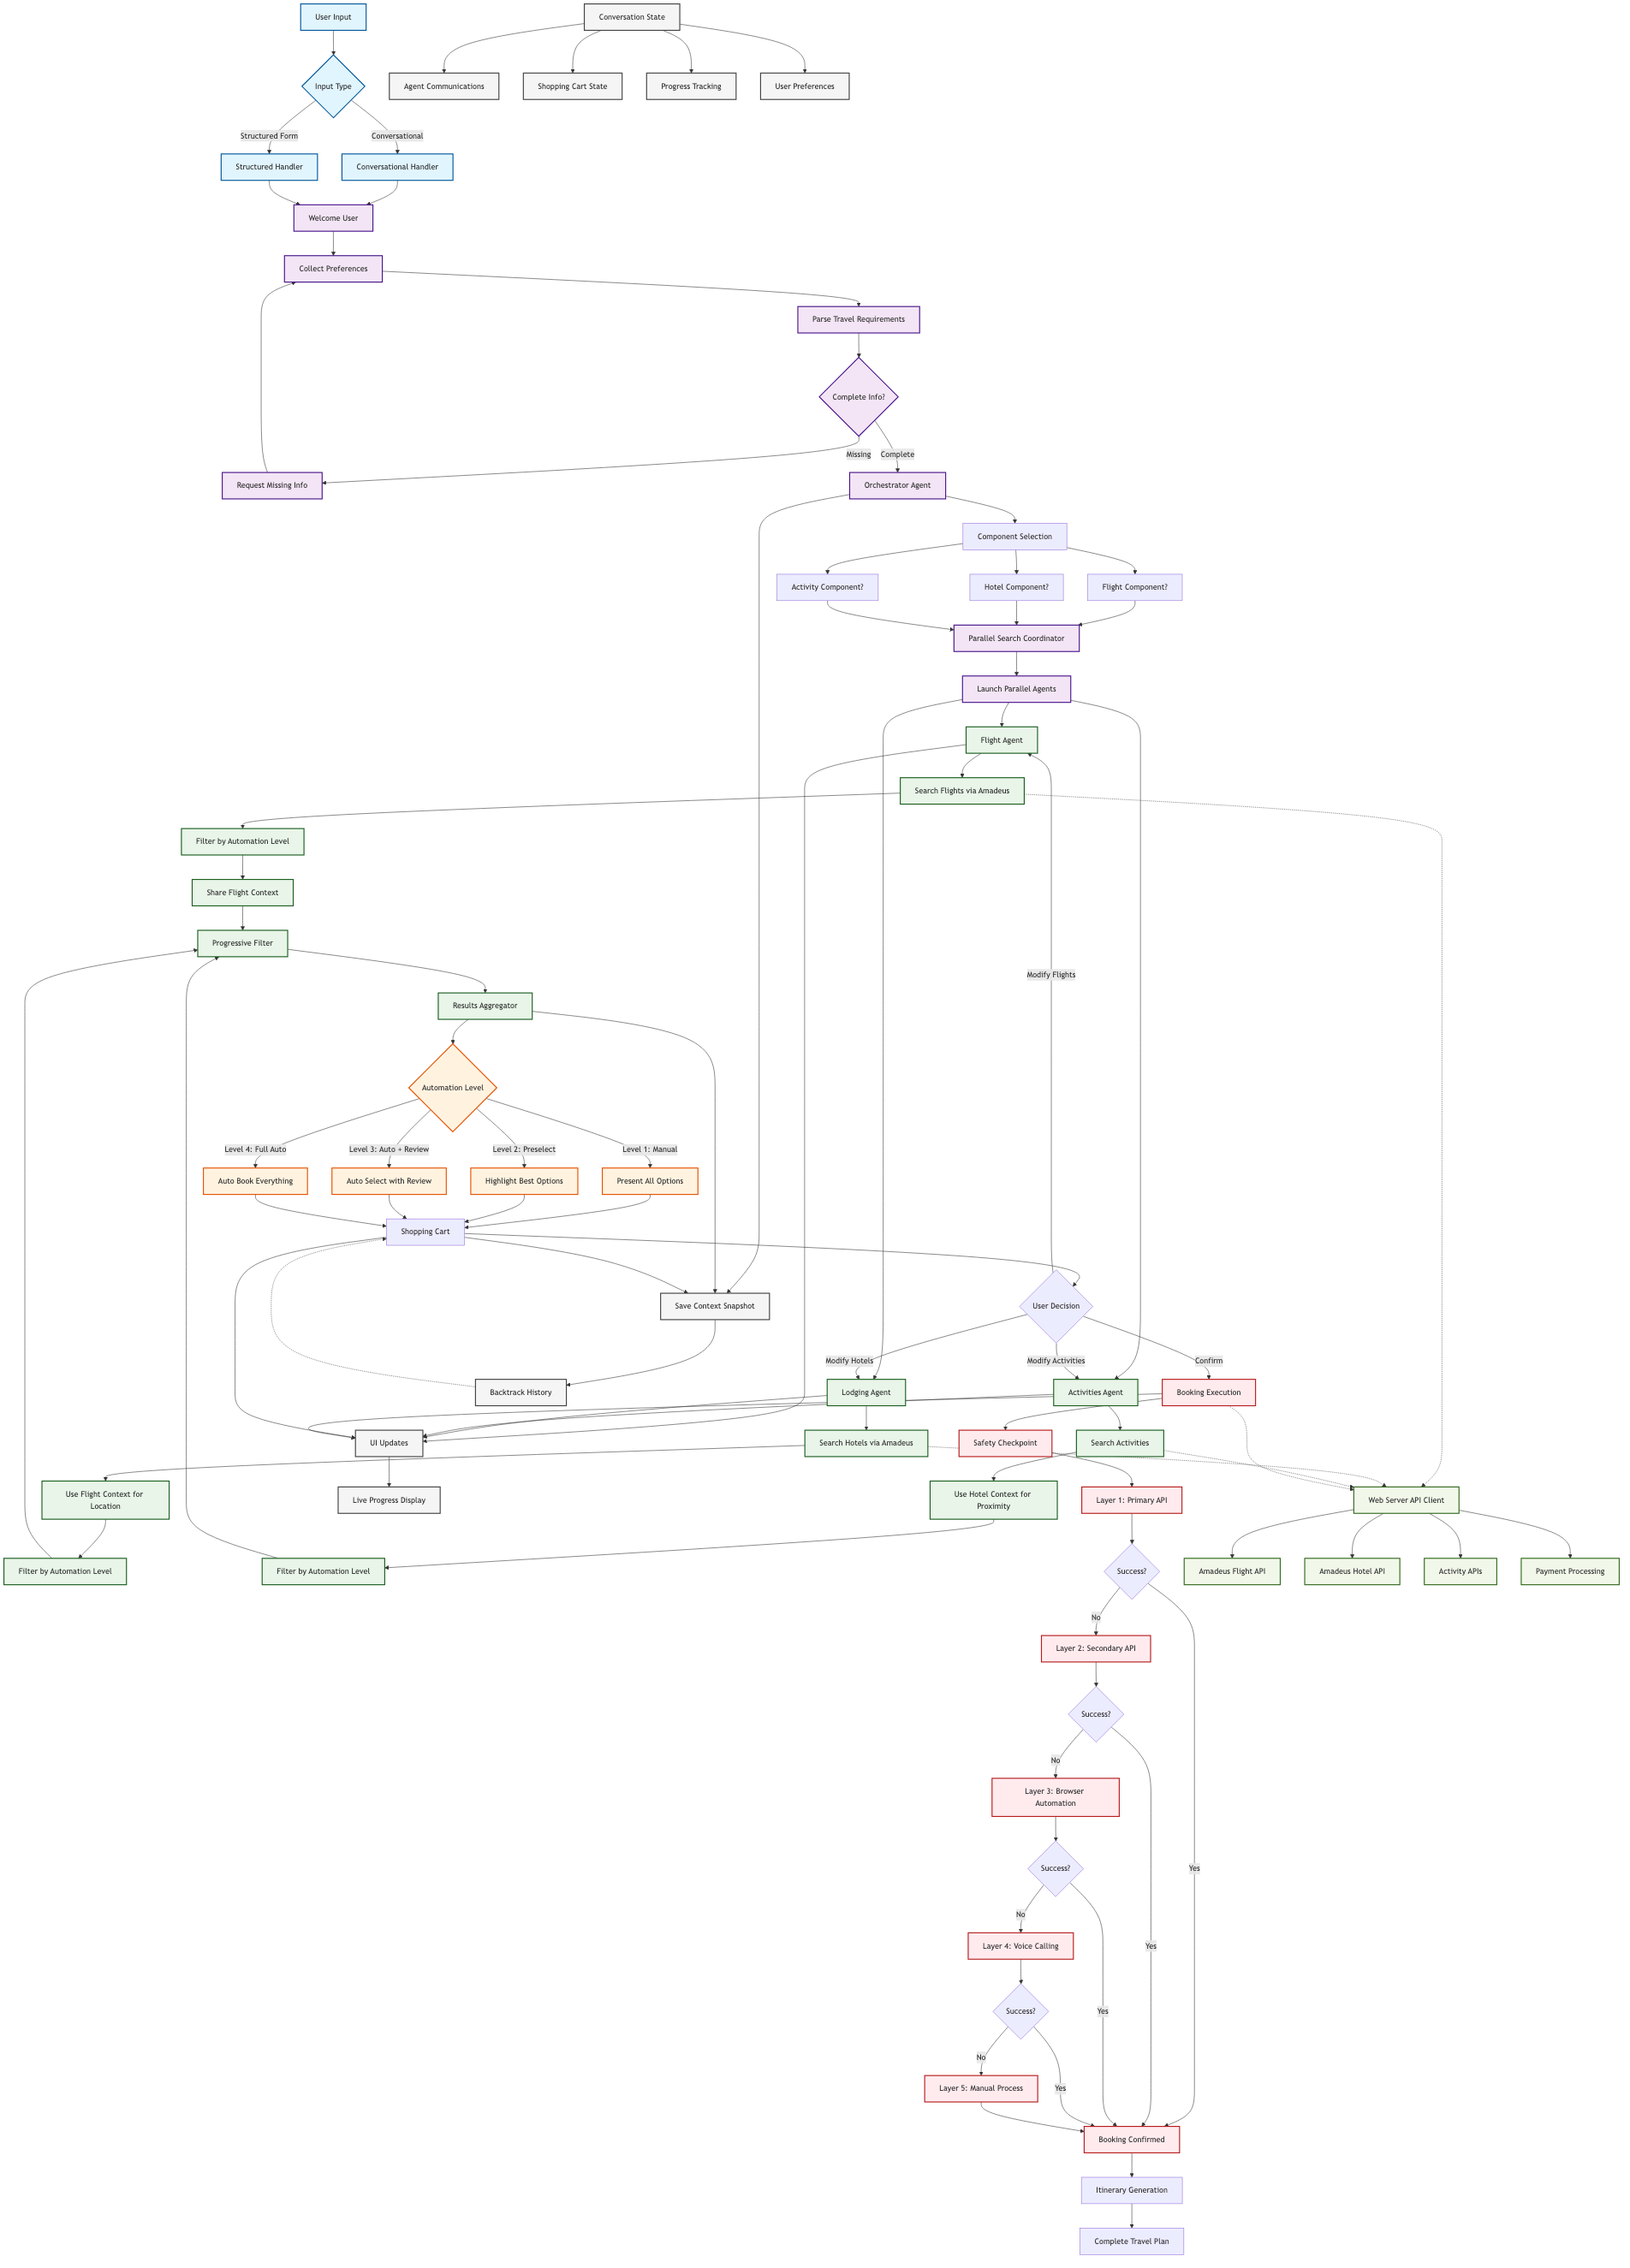 User Input
Conversation State
Input Type
Agent Communications
Shopping Cart State
Progress Tracking
User Preferences
Structured Form
Conversational
Structured Handler
Conversational Handler
Welcome User
Collect Preferences
Parse Travel Requirements
Complete Info?
Missing
Complete
Request Missing Info
Orchestrator Agent
Component Selection
Activity Component?
Hotel Component?
Flight Component?
Parallel Search Coordinator
Launch Parallel Agents
Flight Agent
Search Flights via Amadeus
Filter by Automation Level
Share Flight Context
Progressive Filter
Modify Flights
Results Aggregator
Automation Level
Level 4: Full Auto
Level 3: Auto + Review
Level 2: Preselect
Level 1: Manual
Auto Book Everything
Auto Select with Review
Highlight Best Options
Present All Options
Shopping Cart
Save Context Snapshot
User Decision
Modify Hotels
Modify Activities
Confirm
Backtrack History
Lodging Agent
Activities Agent
Booking Execution
UI Updates
Search Hotels via Amadeus
Safety Checkpoint
Search Activities
Use Flight Context for
Location
Live Progress Display
Use Hotel Context for
Proximity
Layer 1: Primary API
Web Server API Client
Filter by Automation Level
Filter by Automation Level
Success?
Amadeus Flight API
Amadeus Hotel API
Activity APIs
Payment Processing
No
Layer 2: Secondary API
Success?
No
Layer 3: Browser
Automation
Success?
Yes
No
Layer 4: Voice Calling
Yes
Success?
Yes
No
Layer 5: Manual Process
Yes
Booking Confirmed
Itinerary Generation
Complete Travel Plan